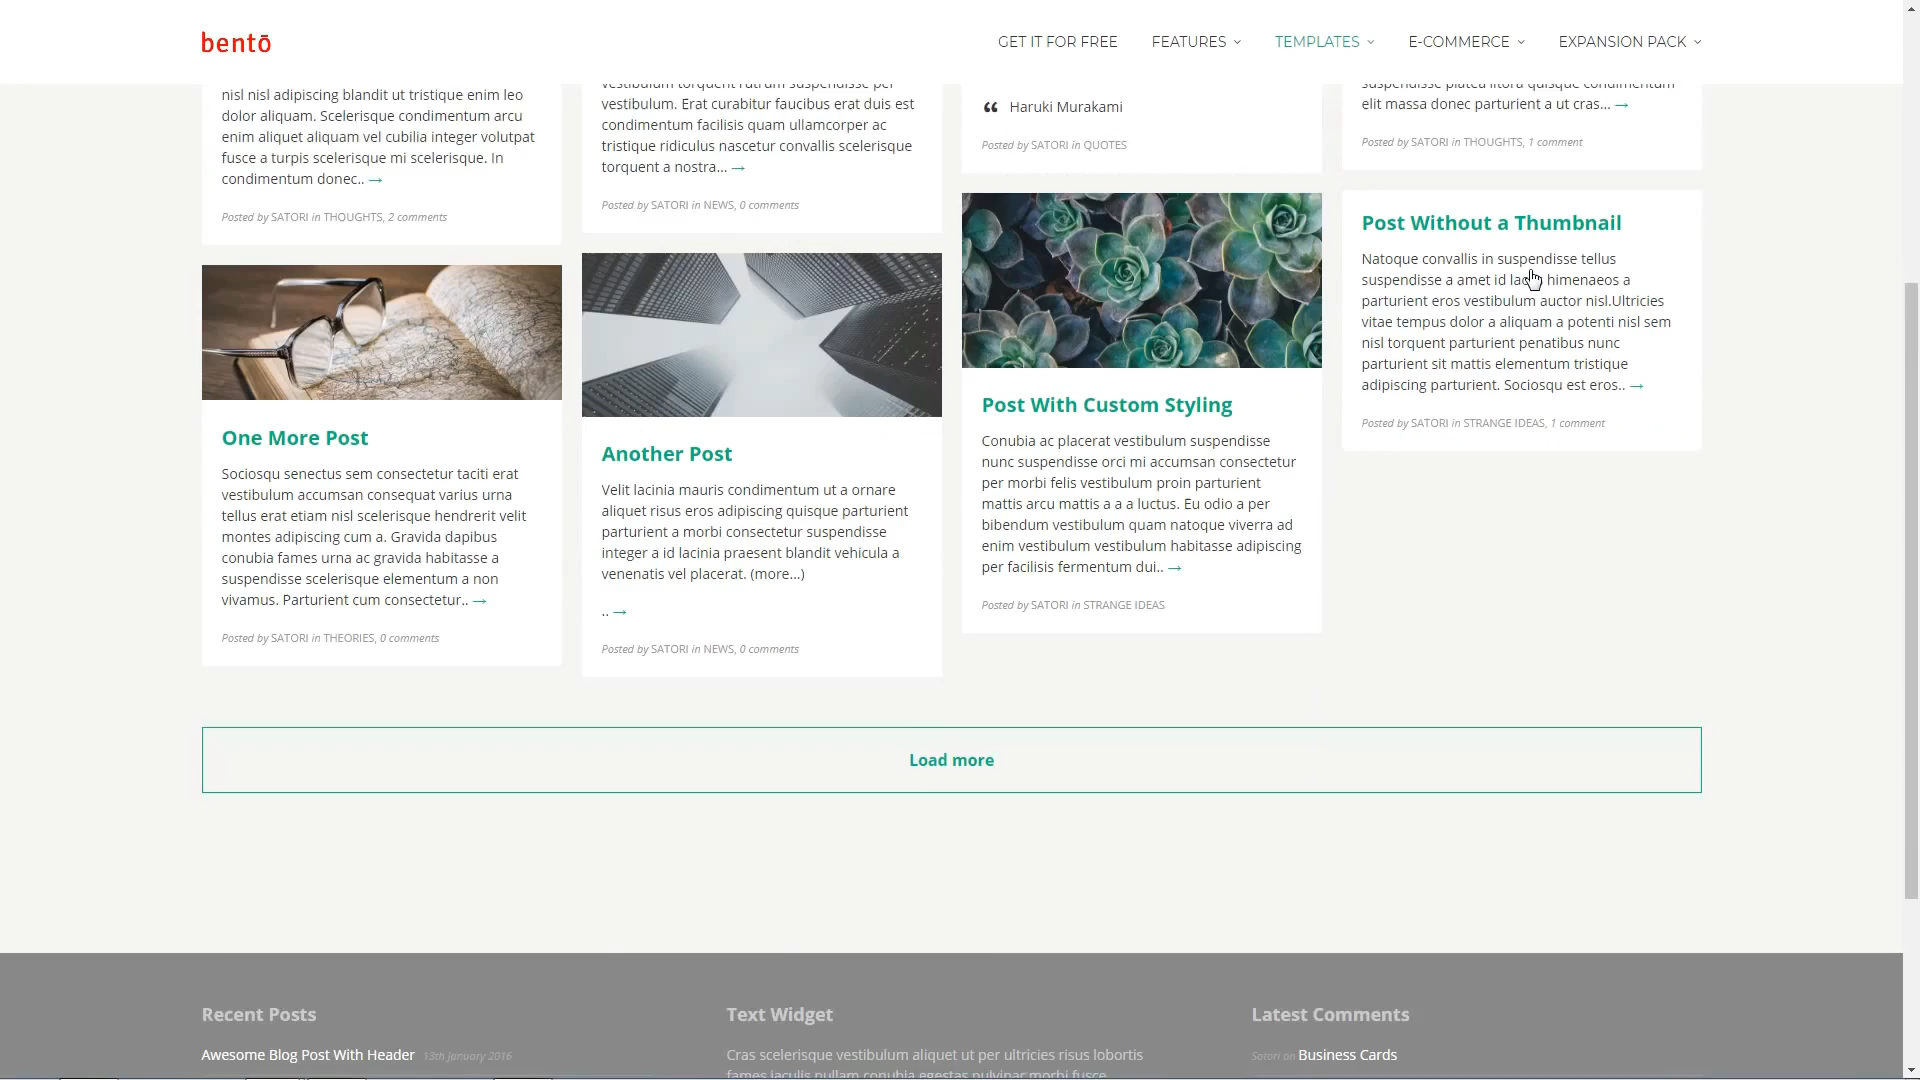 bentō
GET IT FOR FREE
FEATURES
TEMPLATES
E-COMMERCE
EXPANSION PACK
nisl nisl adipiscing blandit ut tristique enim leo
dolor aliquam. Scelerisque condimentum arcu
enim aliquet aliquam vel cubilia integer volutpat
fusce a turpis scelerisque mi scelerisque. In
condimentum donec.. →
Posted by SATORI in THOUGHTS, 2 comments
One More Post
Sociosqu senectus sem consectetur taciti erat
vestibulum accumsan consequat varius urna
tellus erat etiam nisl scelerisque hendrerit velit
montes adipiscing cum a. Gravida dapibus
conubia fames urna ac gravida habitasse a
suspendisse scelerisque elementum a non
vivamus. Parturient cum consectetur.. →
Posted by SATORI in THEORIES, 0 comments
vestibulum torquent rutrum suspendisse per
vestibulum. Erat curabitur faucibus erat duis est
condimentum facilisis quam ullamcorper ac
tristique ridiculus nascetur convallis scelerisque
torquent a nostra... →
Posted by SATORI in NEWS, 0 comments
Another Post
Velit lacinia mauris condimentum ut a ornare
aliquet risus eros adipiscing quisque parturient
parturient a morbi consectetur suspendisse
integer a id lacinia praesent blandit vehicula a
venenatis vel placerat. (more…)
.. →
Posted by SATORI in NEWS, 0 comments
“ Haruki Murakami
Posted by SATORI in QUOTES
Post With Custom Styling
Conubia ac placerat vestibulum suspendisse
nunc suspendisse orci mi accumsan consectetur
per morbi felis vestibulum proin parturient
mattis arcu mattis a a a luctus. Eu odio a per
bibendum vestibulum quam natoque viverra ad
enim vestibulum vestibulum habitasse adipiscing
per facilisis fermentum dui.. →
Posted by SATORI in STRANGE IDEAS
suspendisse platea litora quisque condimentum
elit massa donec parturient a ut cras... →
Posted by SATORI in THOUGHTS, 1 comment
Post Without a Thumbnail
Natoque convallis in suspendisse tellus
suspendisse a amet id himenaeos a
parturient eros vestibulum auctor nisl.Ultricies
vitae tempus dolor a aliquam a potenti nisl sem
nisl torquent parturient penatibus nunc
parturient sit mattis elementum tristique
adipiscing parturient. Sociosqu est eros.. →
Posted by SATORI in STRANGE IDEAS, 1 comment
Load more
Recent Posts
Awesome Blog Post With Header 13th January 2016
Text Widget
Cras scelerisque vestibulum aliquet ut per ultricies risus lobortis
fames iaculis nullam conubia egestas pulvinar morbi fusce
Latest Comments
Satori on Business Cards